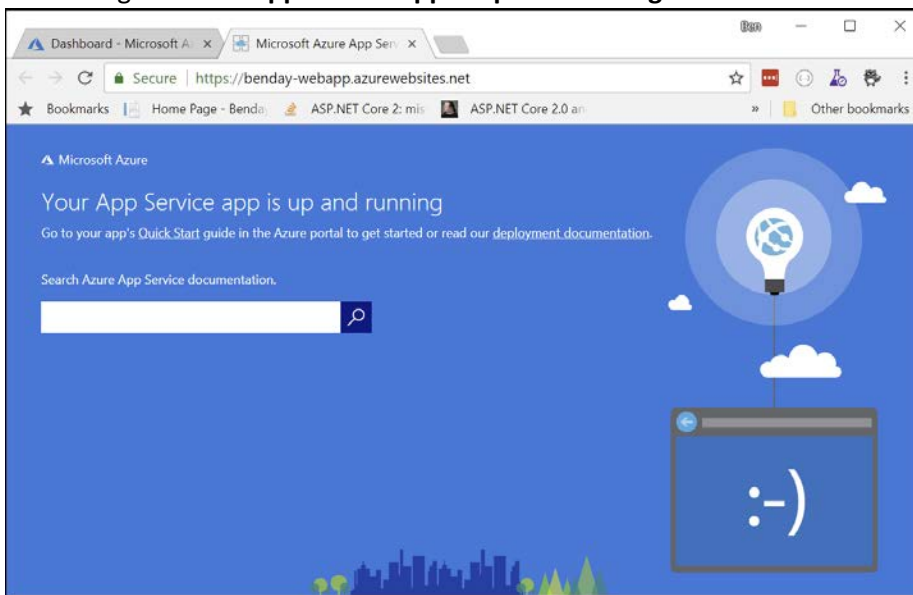 Ben
Dashboard - Microsoft A
Microsoft Azure App Serv
Secure | https://benday-webapp.azurewebsites.net
Bookmarks
Home Page - Benday
ASP.NET Core 2: mis
ASP.NET Core 2.0 an
»
Other bookmarks
Microsoft Azure
Your App Service app is up and running
Go to your app's Quick Start guide in the Azure portal to get started or read our deployment documentation.
Search Azure App Service documentation.
:-)